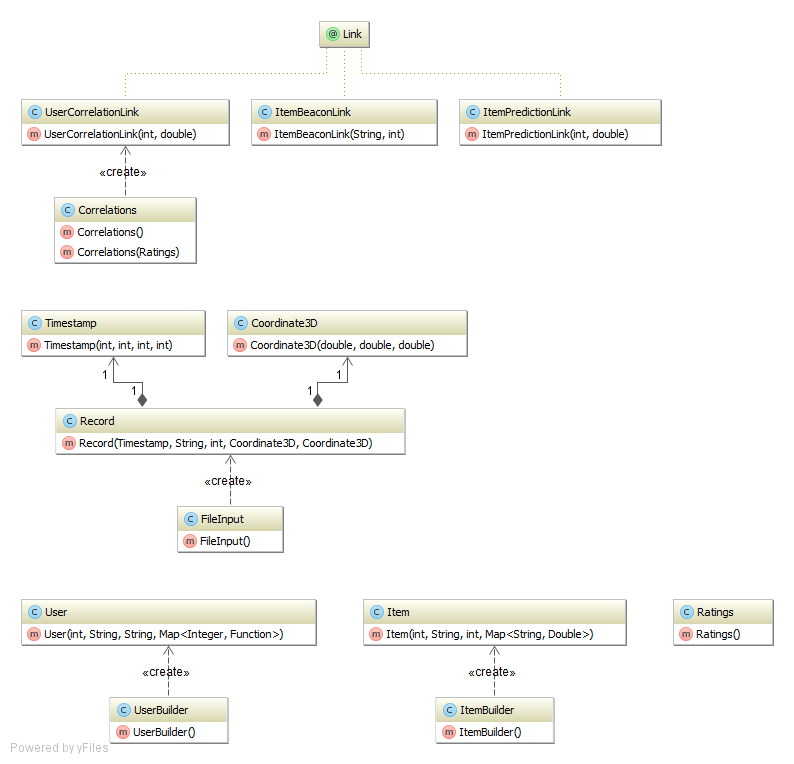 @ Link
C UserCorrelationLink
m UserCorrelationLink(int, double)
C ItemBeaconLink
m ItemBeaconLink(String, int)
C ItemPredictionLink
m ItemPredictionLink(int, double)
«create»
C Correlations
m Correlations()
m Correlations(Ratings)
C Timestamp
m Timestamp(int, int, int, int)
C Coordinate3D
m Coordinate3D(double, double, double)
1
1
1
1
C Record
m Record(Timestamp, String, int, Coordinate3D, Coordinate3D)
«create»
C FileInput
m FileInput()
C User
m User(int, String, String, Map<Integer, Function>)
C Item
m Item(int, String, int, Map<String, Double>)
C Ratings
m Ratings()
«create»
«create»
C UserBuilder
m UserBuilder()
C ItemBuilder
m ItemBuilder()
Powered by yFiles